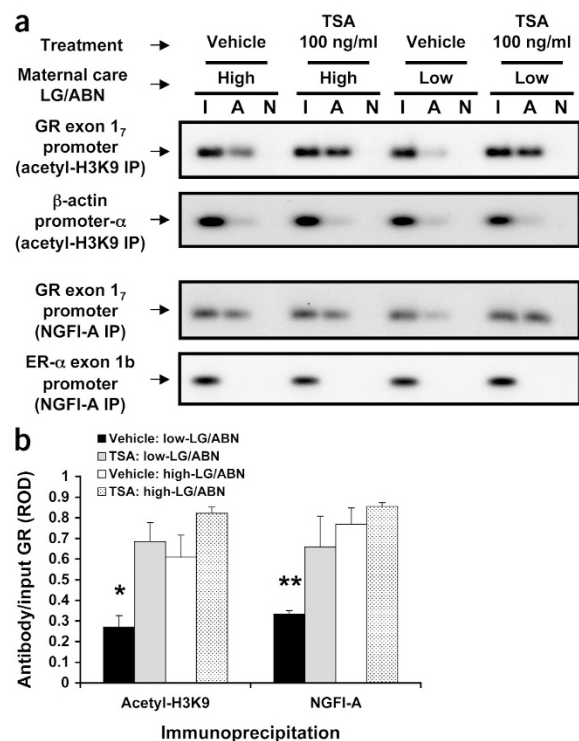 a
Treatment
Vehicle
TSA
100 ng/ml
Vehicle
TSA
100 ng/ml
Maternal care
LG/ABN
High
High
Low
Low
I A N I A N I A N I A N
GR exon 1₇
promoter
(acetyl-H3K9 IP)
β-actin
promoter-α
(acetyl-H3K9 IP)
GR exon 1₇
promoter
(NGFI-A IP)
ER-α exon 1b
promoter
(NGFI-A IP)
b
Vehicle: low-LG/ABN
TSA: low-LG/ABN
Vehicle: high-LG/ABN
TSA: high-LG/ABN
Antibody/input GR (ROD)
1
0.9
0.8
0.7
0.6
0.5
0.4
0.3
0.2
0.1
0
*
**
Acetyl-H3K9
NGFI-A
Immunoprecipitation